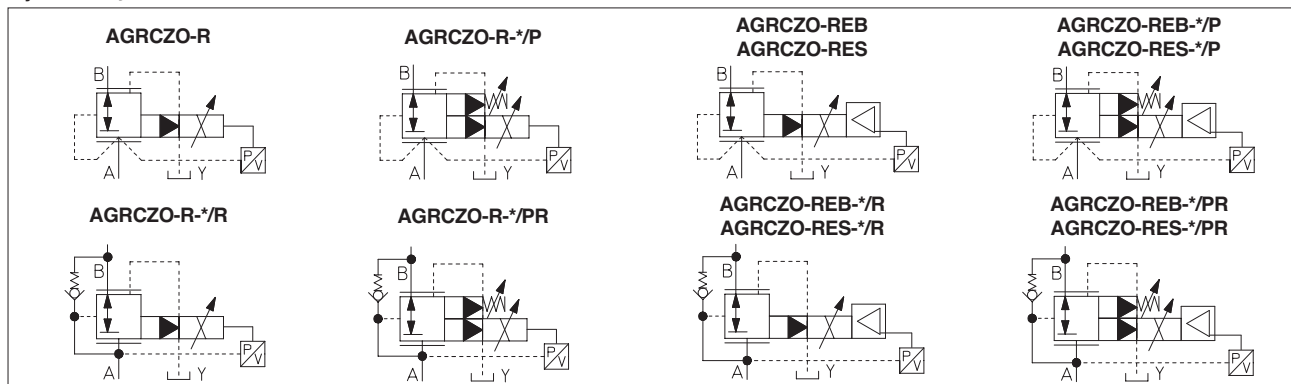 AGRCZO-R
AGRCZO-R-*/P
AGRCZO-REB
AGRCZO-RES
AGRCZO-REB-*/P
AGRCZO-RES-*/P
B
A
Y
P/V
B
A
Y
P/V
B
A
Y
P/V
B
A
Y
P/V
AGRCZO-R-*/R
AGRCZO-R-*/PR
AGRCZO-REB-*/R
AGRCZO-RES-*/R
AGRCZO-REB-*/PR
AGRCZO-RES-*/PR
B
A
Y
P/V
B
A
Y
P/V
B
A
Y
P/V
B
A
Y
P/V